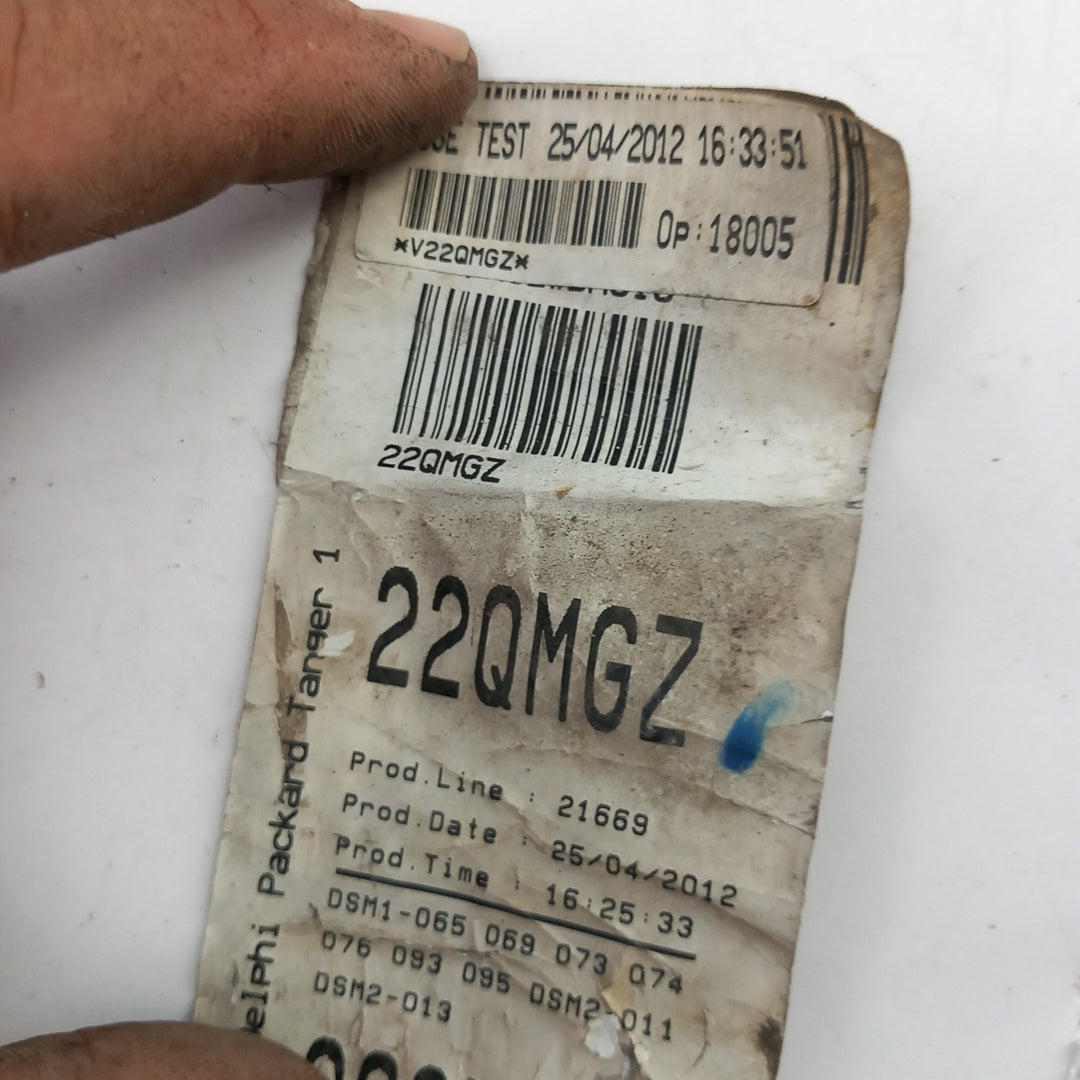 TEST 25/04/2012 16:33:51
Op:18005
*V22QMGZ*
22QMGZ
22QMGZ
Packard Tanger 1
Prod.Line : 21669
Prod.Date : 25/04/2012
Prod.Time : 16:25:33
DSM1-065 069 073 074
076 093 095 DSM2-011
DSM2-013